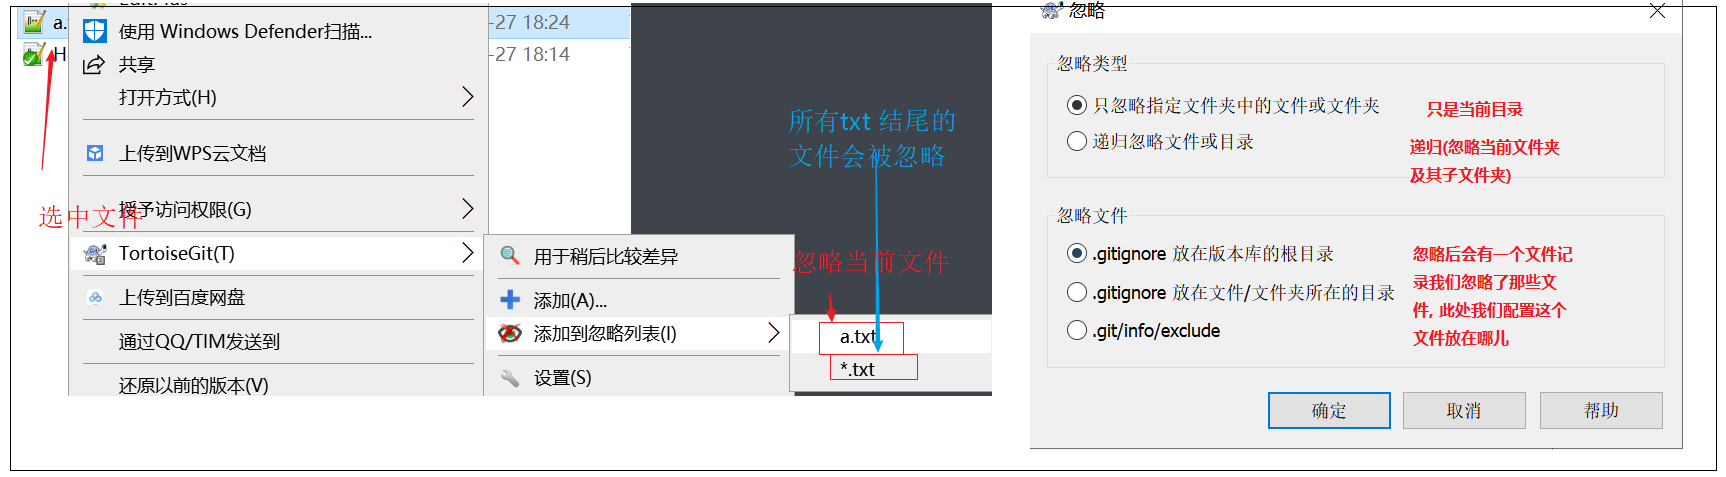 a.
-27 18:24
H
-27 18:14
使用 Windows Defender扫描...
共享
打开方式(H)
上传到WPS云文档
授予访问权限(G)
选中文件
TortoiseGit(T)
上传到百度网盘
通过QQ/TIM发送到
还原以前的版本(V)
用于稍后比较差异
添加(A)...
添加到忽略列表(I)
设置(S)
所有txt 结尾的
文件会被忽略
忽略当前文件
a.txt
*.txt
忽略
忽略类型
只忽略指定文件夹中的文件或文件夹
只是当前目录
递归忽略文件或目录
递归(忽略当前文件夹
及其子文件夹)
忽略文件
.gitignore 放在版本库的根目录
.gitignore 放在文件/文件夹所在的目录
.git/info/exclude
忽略后会有一个文件记
录我们忽略了那些文
件, 此处我们配置这个
文件放在哪儿
确定
取消
帮助